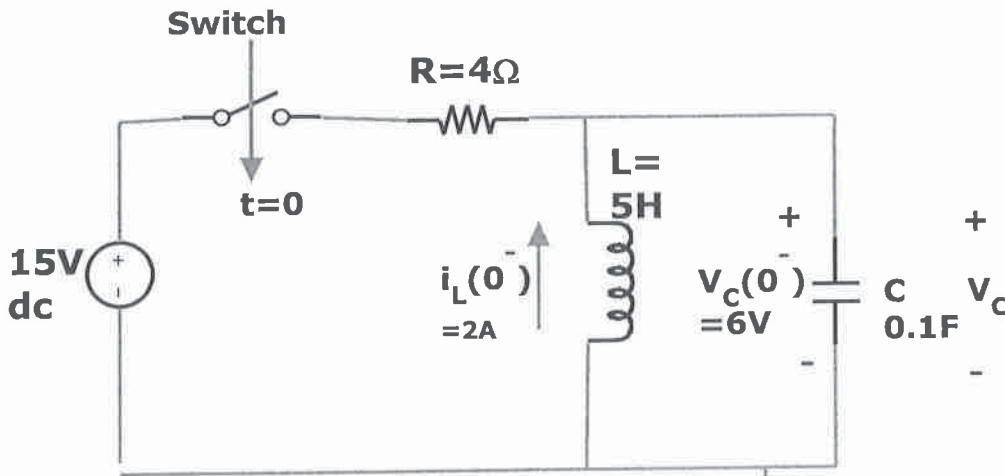 Switch
R=4Ω
t=0
L=
5H
15V
dc
+
-
i_L(0⁻)
=2A
+
V_C(0⁻)
=6V
-
C
0.1F
+
V_C
-